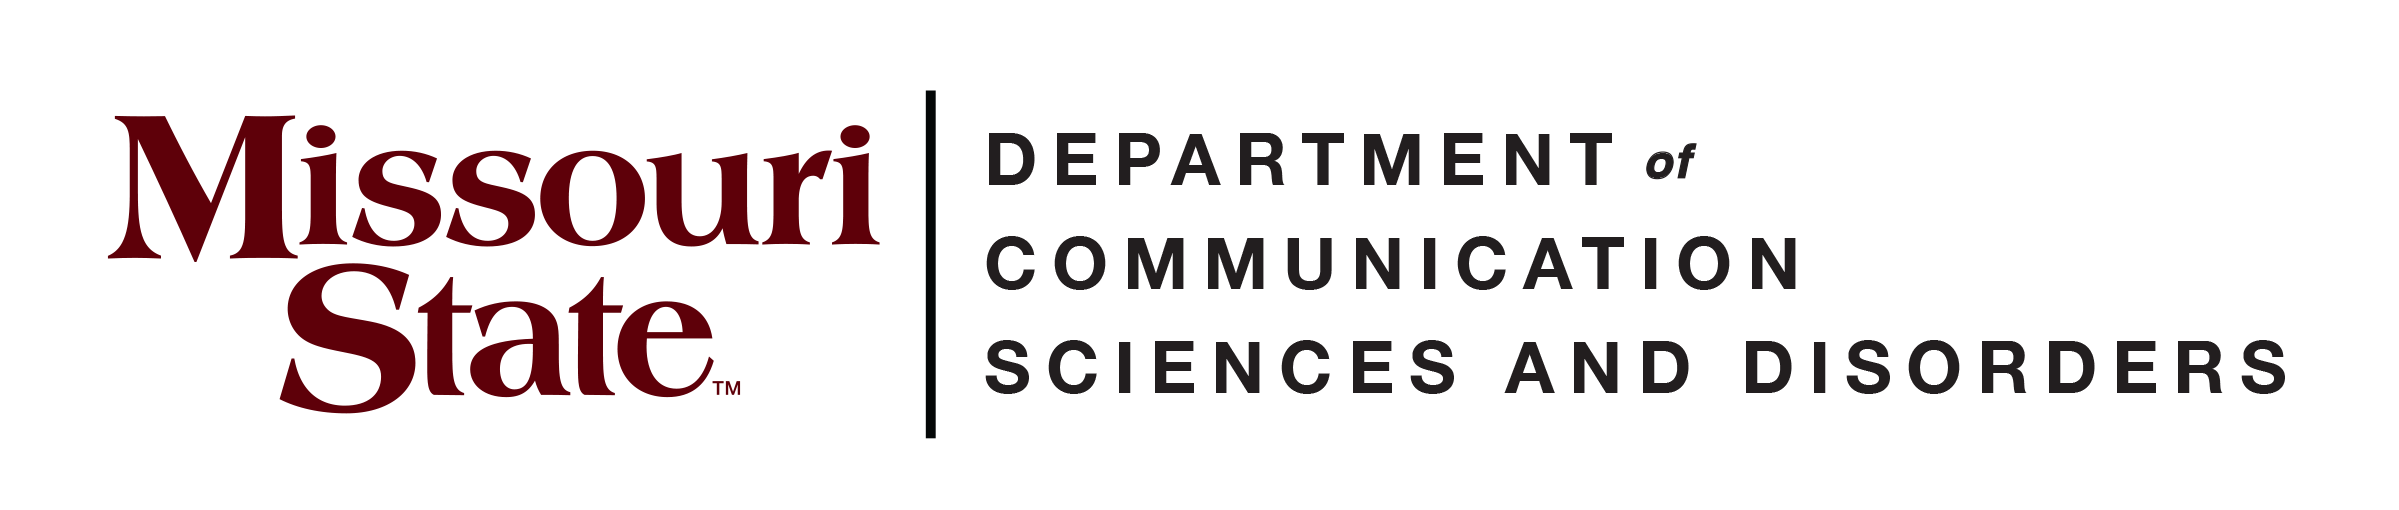 Missouri
State™
DEPARTMENT of
COMMUNICATION
SCIENCES AND DISORDERS